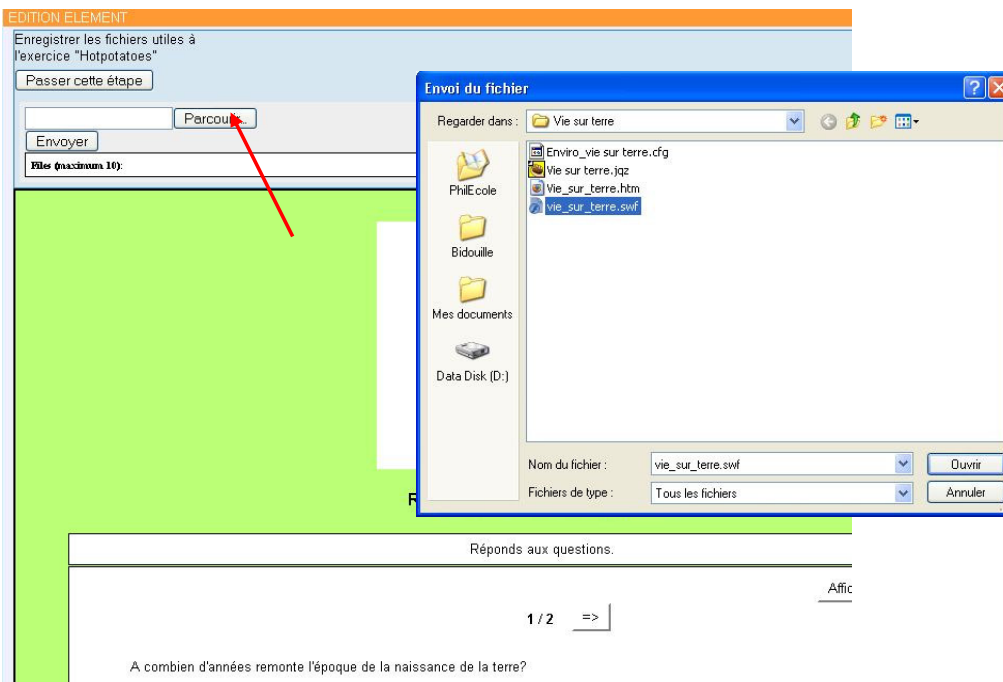 EDITION ELEMENT
Enregistrer les fichiers utiles à
l'exercice "Hotpotatoes"
Passer cette étape
Parcourir...
Envoyer
Files (maximum 10):
Envoi du fichier
Regarder dans :
Vie sur terre
PhilEcole
Bidouille
Mes documents
Data Disk (D:)
Enviro_vie sur terre.cfg
Vie sur terre.jqz
Vie_sur_terre.htm
vie_sur_terre.swf
Nom du fichier :
vie_sur_terre.swf
Ouvrir
Fichiers de type :
Tous les fichiers
Annuler
R
Réponds aux questions.
Affic
1 / 2 =>
A combien d'années remonte l'époque de la naissance de la terre?